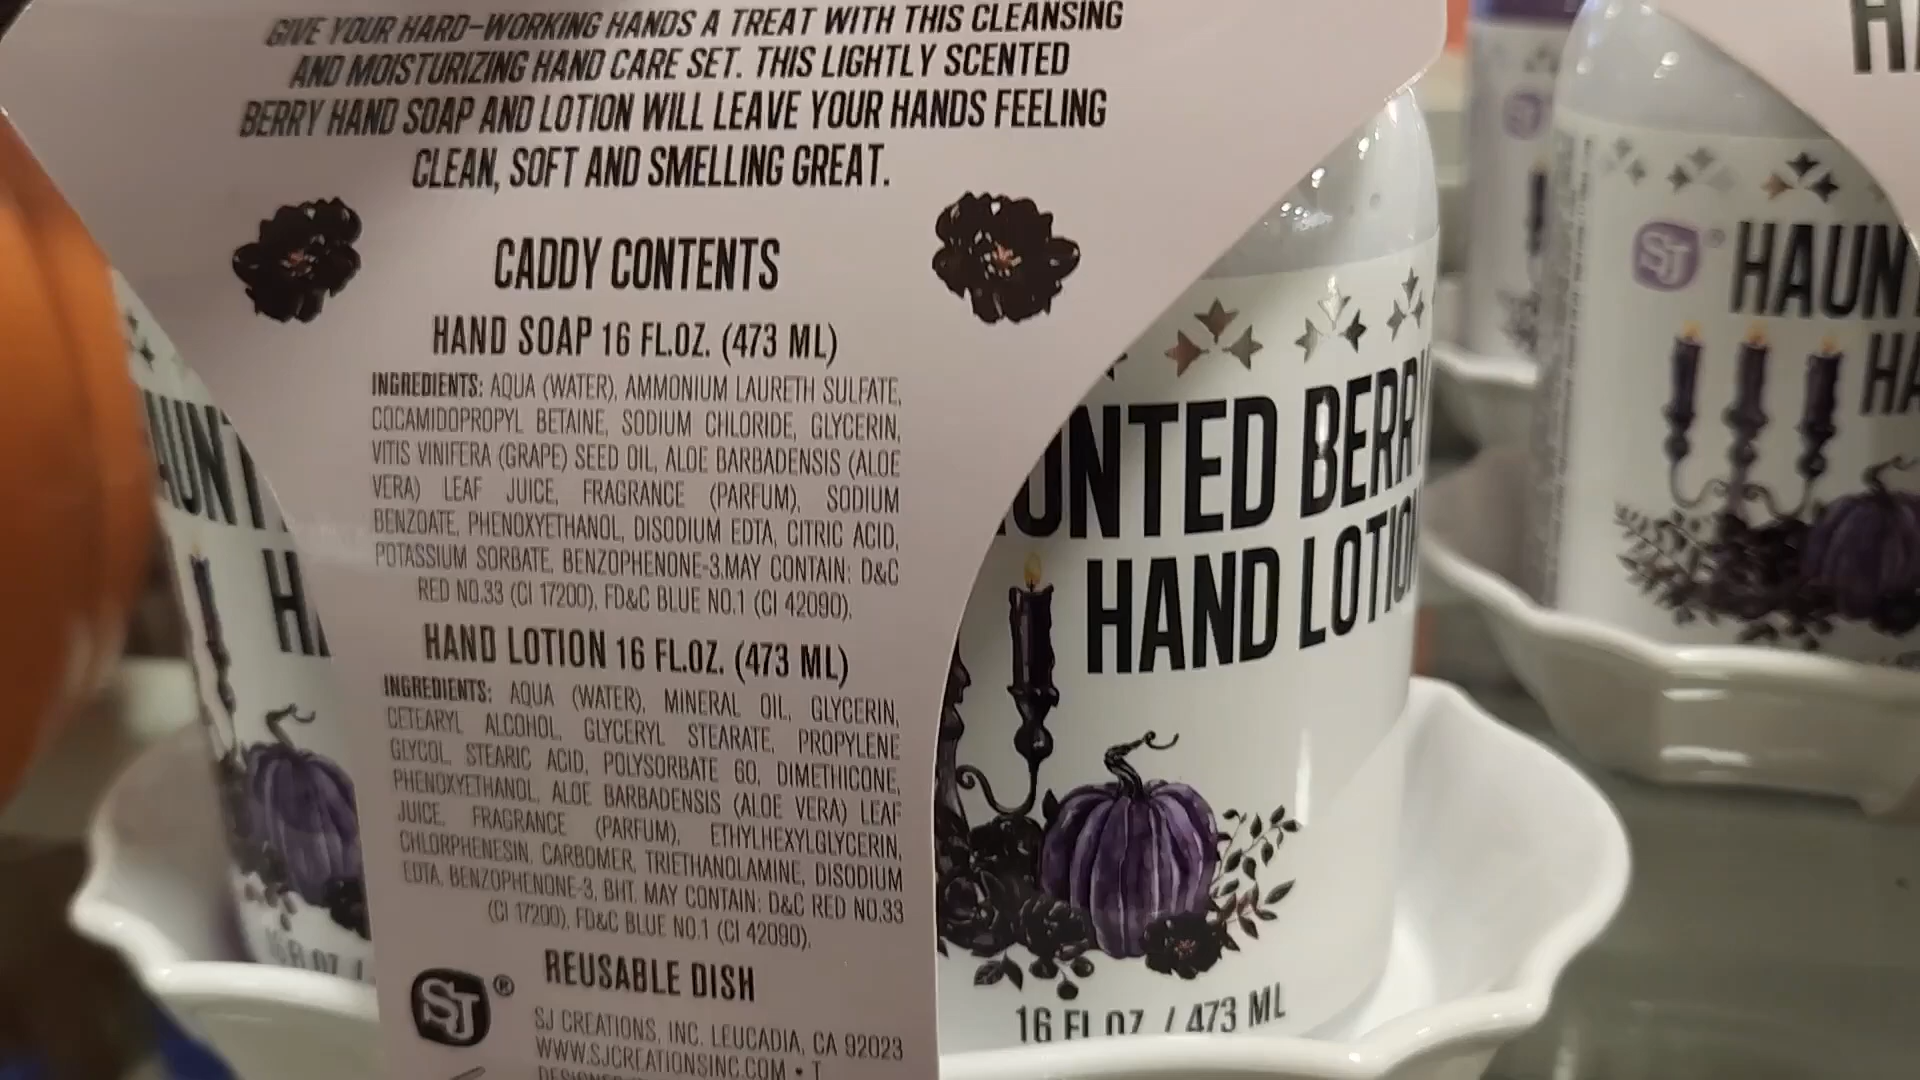 GIVE YOUR HARD-WORKING HANDS A TREAT WITH THIS CLEANSING
AND MOISTURIZING HAND CARE SET. THIS LIGHTLY SCENTED
BERRY HAND SOAP AND LOTION WILL LEAVE YOUR HANDS FEELING
CLEAN, SOFT AND SMELLING GREAT.
CADDY CONTENTS
HAND SOAP 16 FL.OZ. (473 ML)
INGREDIENTS: AQUA (WATER), AMMONIUM LAURETH SULFATE,
COCAMIDOPROPYL BETAINE, SODIUM CHLORIDE, GLYCERIN,
VITIS VINIFERA (GRAPE) SEED OIL, ALOE BARBADENSIS (ALOE
VERA) LEAF JUICE, FRAGRANCE (PARFUM), SODIUM
BENZOATE, PHENOXYETHANOL, DISODIUM EDTA, CITRIC ACID,
POTASSIUM SORBATE, BENZOPHENONE-3.MAY CONTAIN: D&C
RED NO.33 (CI 17200), FD&C BLUE NO.1 (CI 42090).
HAND LOTION 16 FL.OZ. (473 ML)
INGREDIENTS: AQUA (WATER), MINERAL OIL, GLYCERIN,
CETEARYL ALCOHOL, GLYCERYL STEARATE, PROPYLENE
GLYCOL, STEARIC ACID, POLYSORBATE 60, DIMETHICONE,
PHENOXYETHANOL, ALOE BARBADENSIS (ALOE VERA) LEAF
JUICE, FRAGRANCE (PARFUM), ETHYLHEXYLGLYCERIN,
CHLORPHENESIN, CARBOMER, TRIETHANOLAMINE, DISODIUM
EDTA, BENZOPHENONE-3, BHT. MAY CONTAIN: D&C RED NO.33
(CI 17200), FD&C BLUE NO.1 (CI 42090).
REUSABLE DISH
SJ®
SJ CREATIONS, INC. LEUCADIA, CA 92023
WWW.SJCREATIONSINC.COM • T
UNTED BERRY
HAND LOTION
16 FL OZ / 473 ML
SJ® HAUN
HA
AUNT
H